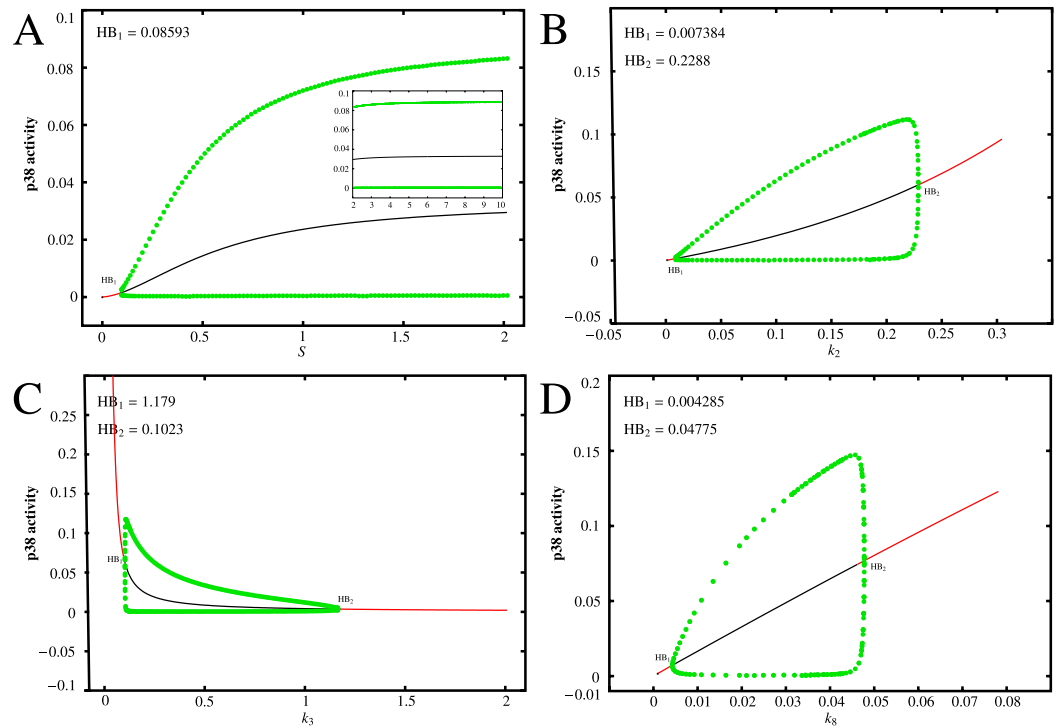 A
HB₁ = 0.08593
p38 activity
0.1
0.08
0.06
0.04
0.02
0
HB₁
0
0.5
1
1.5
2
S
0.1
0.08
0.06
0.04
0.02
0
2
3
4
5
6
7
8
9
10
B
HB₁ = 0.007384
HB₂ = 0.2288
p38 activity
0.2
0.15
0.1
0.05
0
−0.05
HB₁
HB₂
−0.05
0
0.05
0.1
0.15
0.20
0.25
0.3
k₂
C
HB₁ = 1.179
HB₂ = 0.1023
p38 activity
0.25
0.2
0.15
0.1
0.05
0
−0.05
−0.1
HB₁
HB₂
0
0.5
1
1.5
2
k₃
D
HB₁ = 0.004285
HB₂ = 0.04775
p38 activity
0.2
0.15
0.1
0.05
0
−0.01
HB₁
HB₂
0
0.01
0.02
0.03
0.04
0.05
0.06
0.07
0.08
k₈